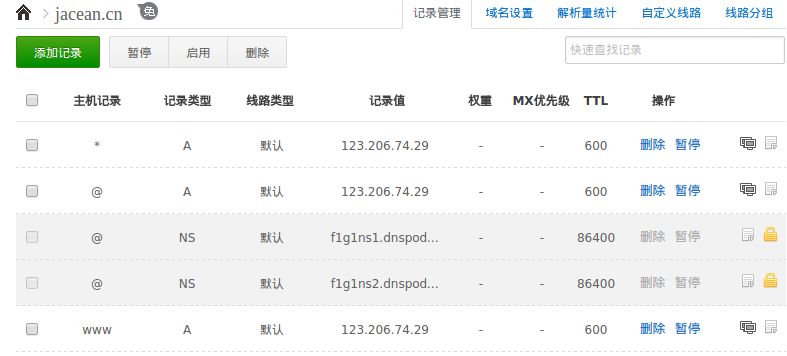 jacean.cn 免 记录管理 域名设置 解析量统计 自定义线路 线路分组
添加记录 暂停 启用 删除 快速查找记录
主机记录 记录类型 线路类型 记录值 权重 MX优先级 TTL 操作
* A 默认 123.206.74.29 - - 600 删除 暂停
@ A 默认 123.206.74.29 - - 600 删除 暂停
@ NS 默认 f1g1ns1.dnspod... - - 86400 删除 暂停
@ NS 默认 f1g1ns2.dnspod... - - 86400 删除 暂停
www A 默认 123.206.74.29 - - 600 删除 暂停